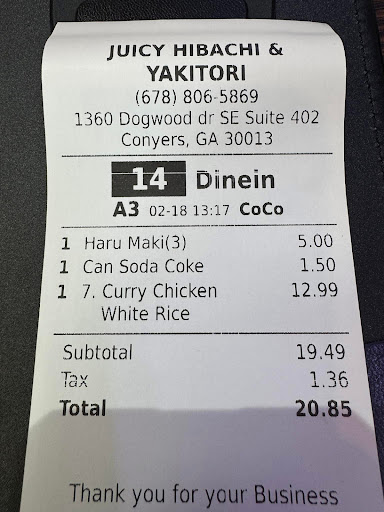 JUICY HIBACHI &
YAKITORI
(678) 806-5869
1360 Dogwood dr SE Suite 402
Conyers, GA 30013
14 Dinein
A3 02-18 13:17 CoCo
1 Haru Maki(3) 5.00
1 Can Soda Coke 1.50
1 7. Curry Chicken 12.99
White Rice
Subtotal 19.49
Tax 1.36
Total 20.85
Thank you for your Business